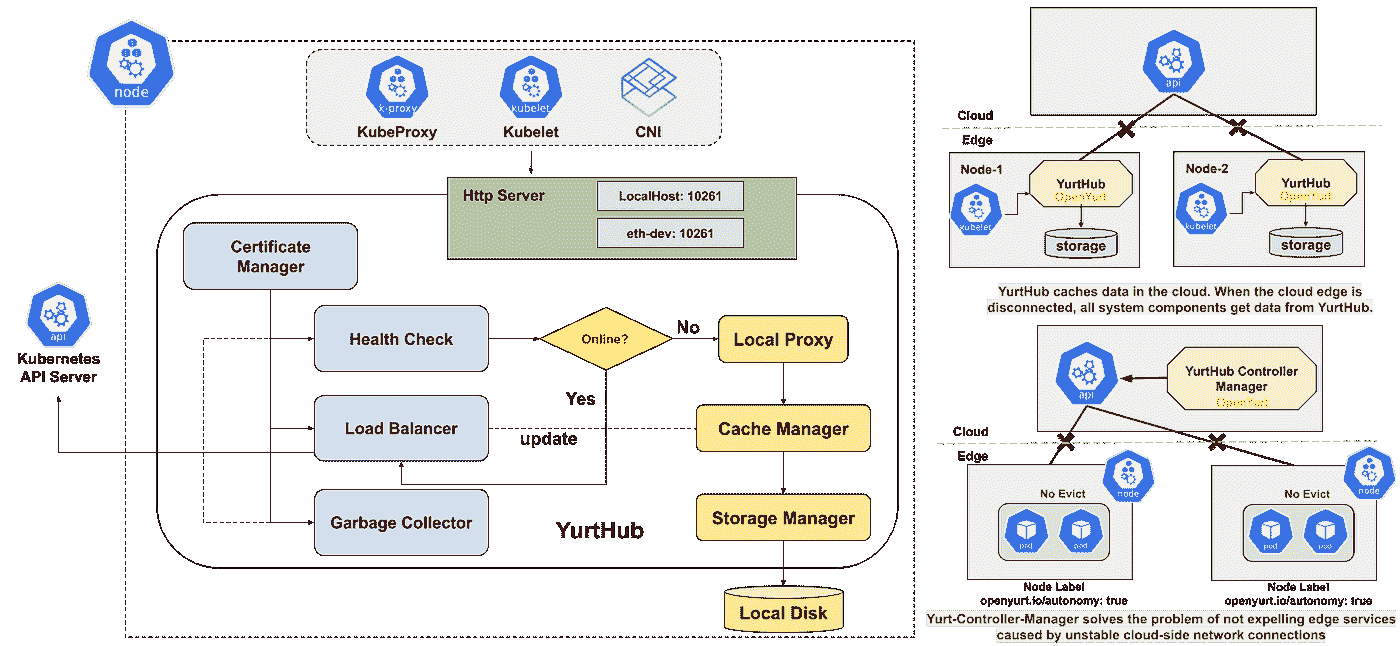 node
k-proxy
KubeProxy
kubelet
Kubelet
CNI
Http Server
LocalHost: 10261
eth-dev: 10261
Certificate
Manager
api
Kubernetes
API Server
Health Check
Online?
No
Local Proxy
Yes
Load Balancer
update
Cache Manager
Garbage Collector
YurtHub
Storage Manager
Local Disk
api
Cloud
Edge
Node-1
YurtHub
OpenYurt
kubelet
storage
Node-2
YurtHub
OpenYurt
kubelet
storage
YurtHub caches data in the cloud. When the cloud edge is
disconnected, all system components get data from YurtHub.
api
YurtHub Controller
Manager
OpenYurt
Cloud
Edge
node
No Evict
pod
pod
Node Label
openyurt.io/autonomy: true
node
No Evict
pod
pod
Node Label
openyurt.io/autonomy: true
Yurt-Controller-Manager solves the problem of not expelling edge services
caused by unstable cloud-side network connections